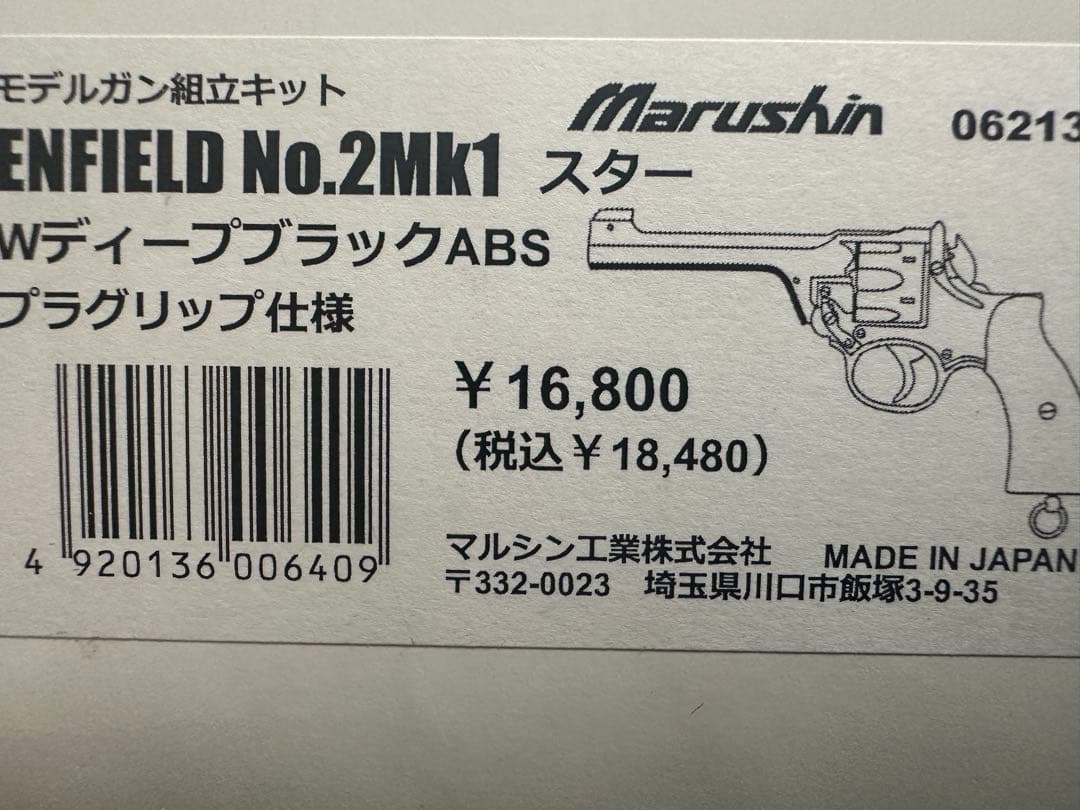 モデルガン組立キット
Marushin 06213
ENFIELD No.2Mk1 スター
WディープブラックABS
プラグリップ仕様
￥16,800
（税込￥18,480）
4 920136 006409
マルシン工業株式会社 MADE IN JAPAN
〒332-0023 埼玉県川口市飯塚3-9-35